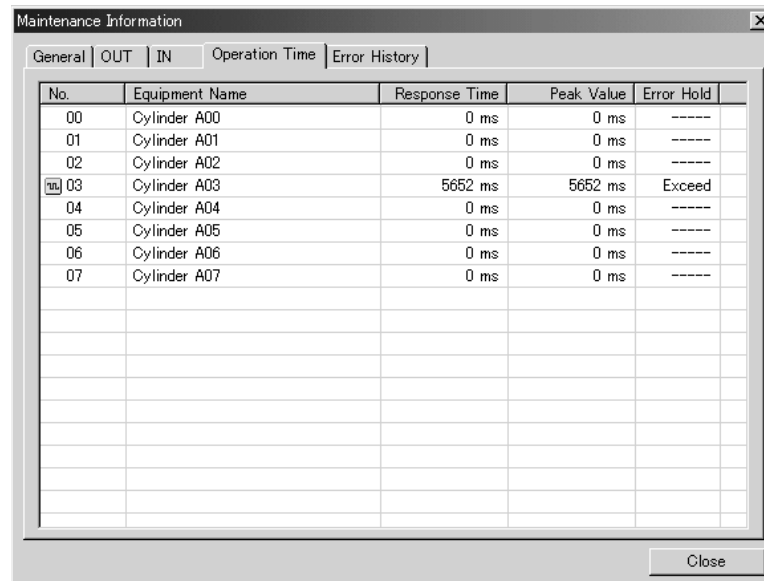 Maintenance Information
General OUT IN Operation Time Error History
No. Equipment Name Response Time Peak Value Error Hold
00 Cylinder A00 0 ms 0 ms -----
01 Cylinder A01 0 ms 0 ms -----
02 Cylinder A02 0 ms 0 ms -----
03 Cylinder A03 5652 ms 5652 ms Exceed
04 Cylinder A04 0 ms 0 ms -----
05 Cylinder A05 0 ms 0 ms -----
06 Cylinder A06 0 ms 0 ms -----
07 Cylinder A07 0 ms 0 ms -----
Close